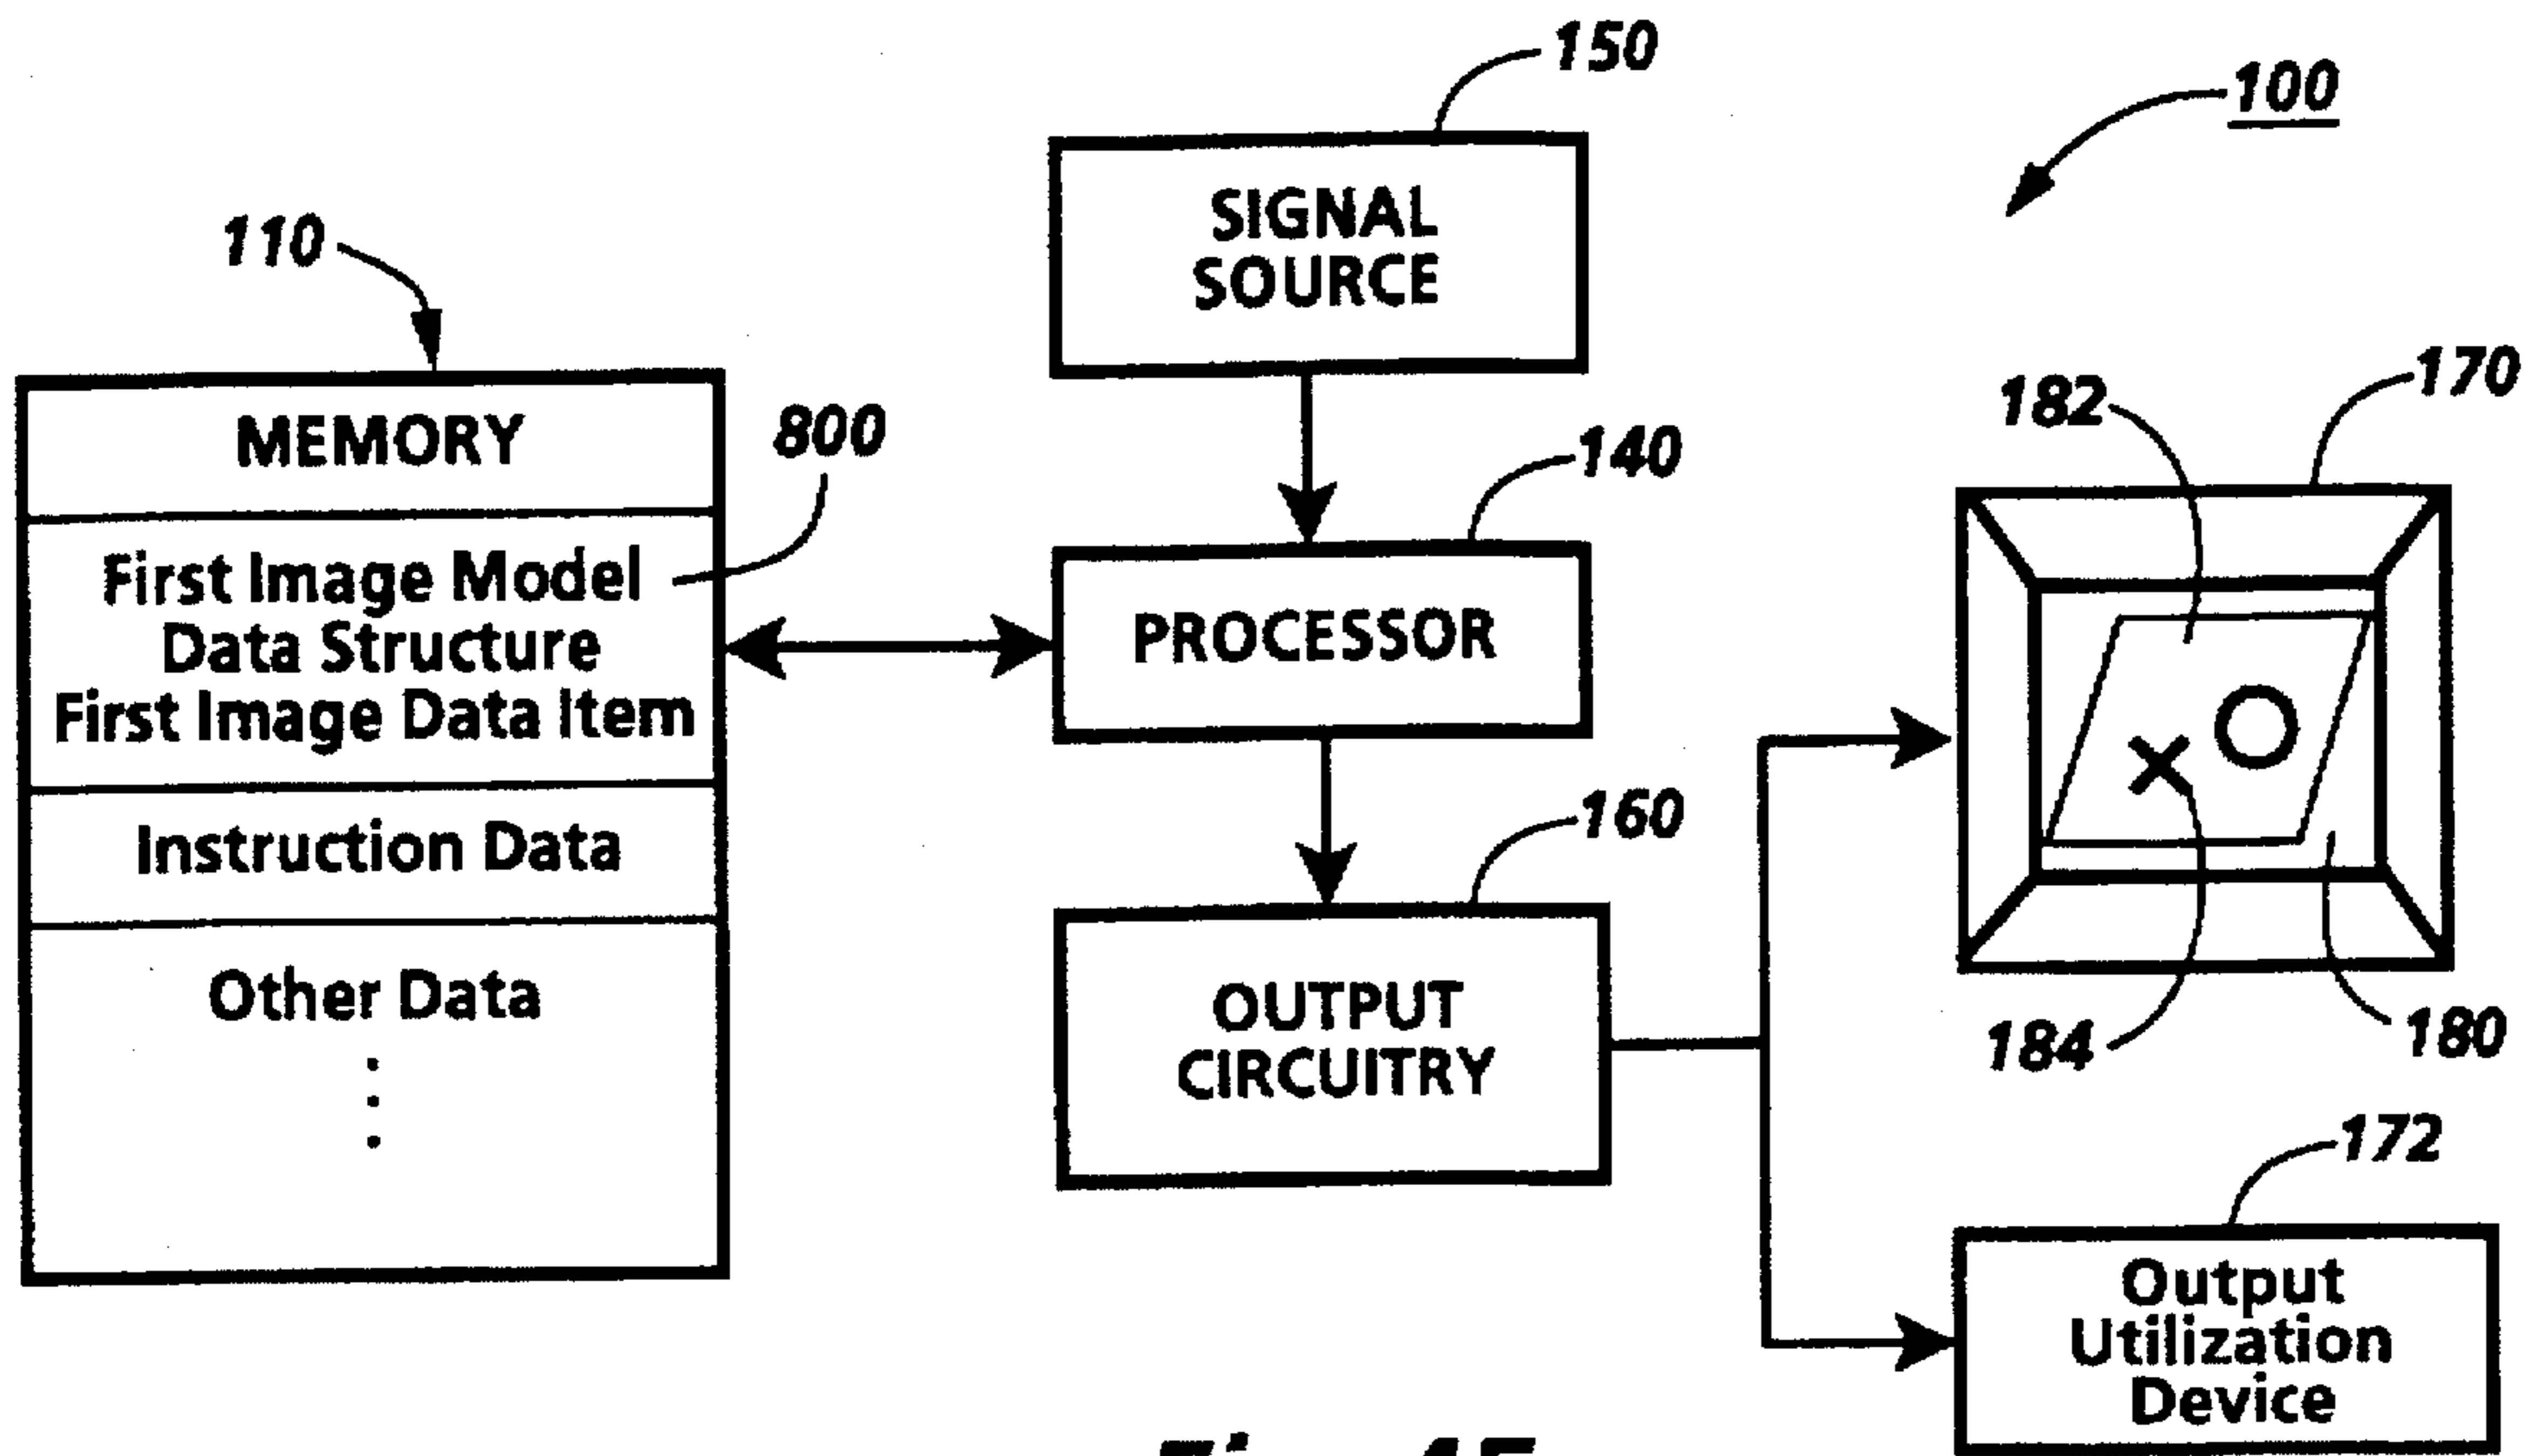 150
100
SIGNAL
SOURCE
110
MEMORY
800
First Image Model
Data Structure
First Image Data Item
Instruction Data
Other Data
140
PROCESSOR
160
OUTPUT
CIRCUITRY
182
170
184
180
172
Output
Utilization
Device